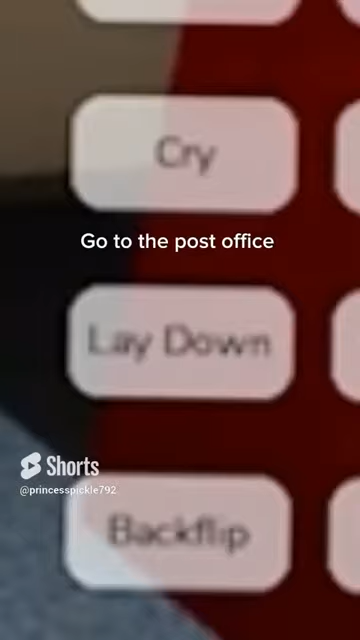 Cry
Go to the post office
Lay Down
Shorts
@princesspickle792
Backflip